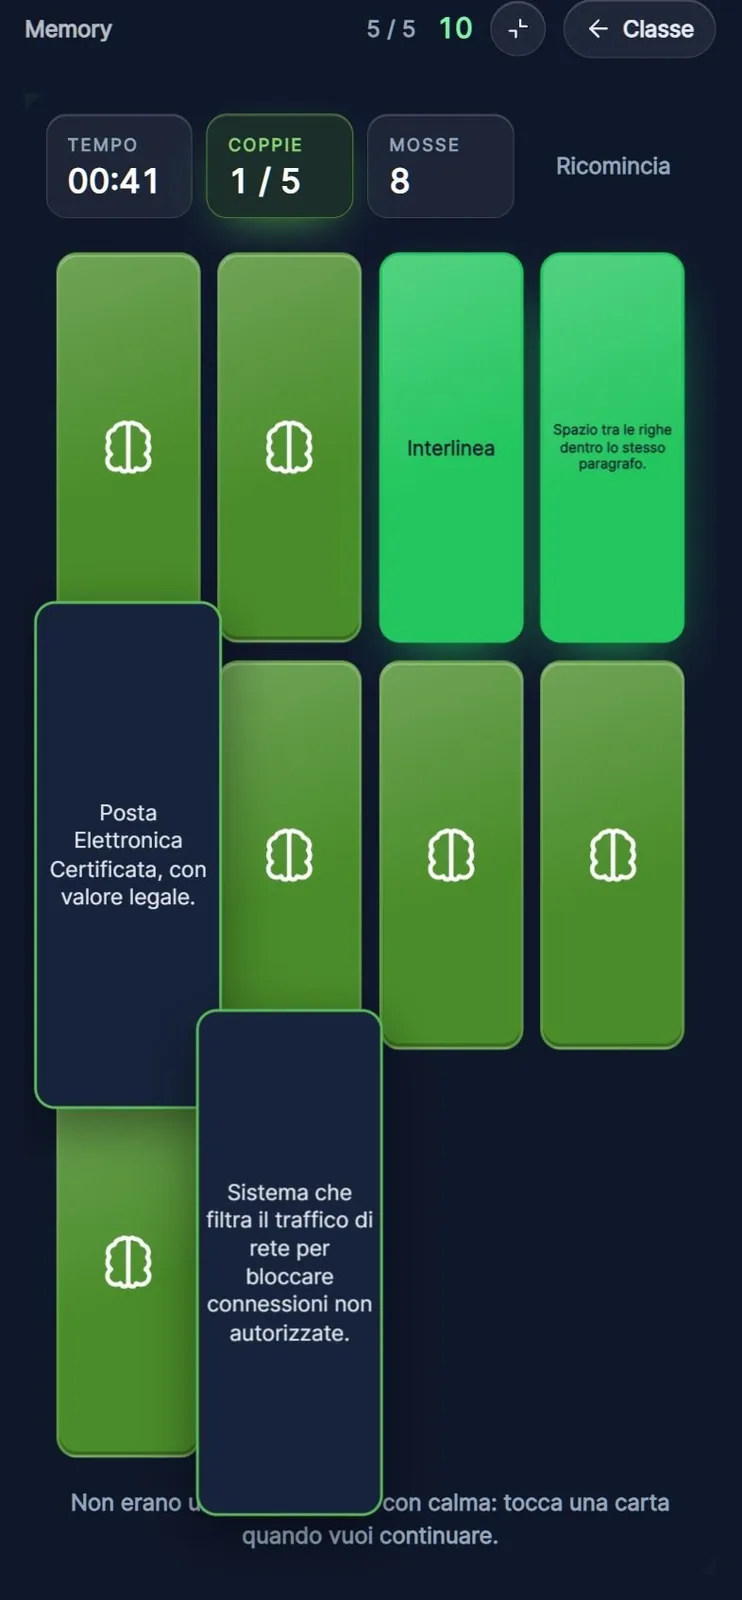 Memory
5 / 5
10
Classe
TEMPO
00:41
COPPIE
1 / 5
MOSSE
8
Ricomincia
Interlinea
Spazio tra le righe
dentro lo stesso
paragrafo.
Posta
Elettronica
Certificata, con
valore legale.
Sistema che
filtra il traffico di
rete per
bloccare
connessioni non
autorizzate.
Non erano con calma: tocca una carta
quando vuoi continuare.